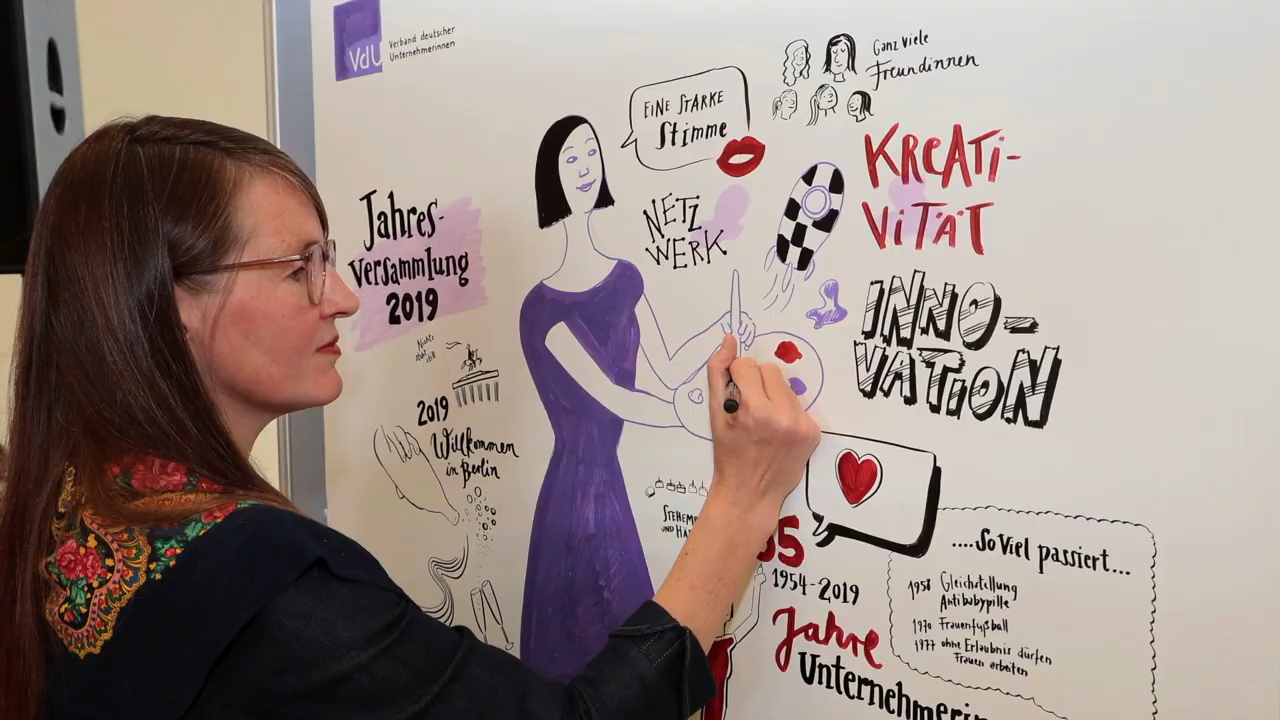 VdU
Verband deutscher
Unternehmerinnen
EINE STARKE
Stimme
Ganz viele
Freundinnen
KREATI-
VITÄT
NETZ
WERK
Jahres-
versammlung
2019
INNO-
VATION
2019
Willkommen
in Berlin
65
1954-2019
Jahre
....So viel passiert...
1958 Gleichstellung
Antibabypille
1970 Frauenfußball
1977 ohne Erlaubnis dürfen
Frauen arbeiten